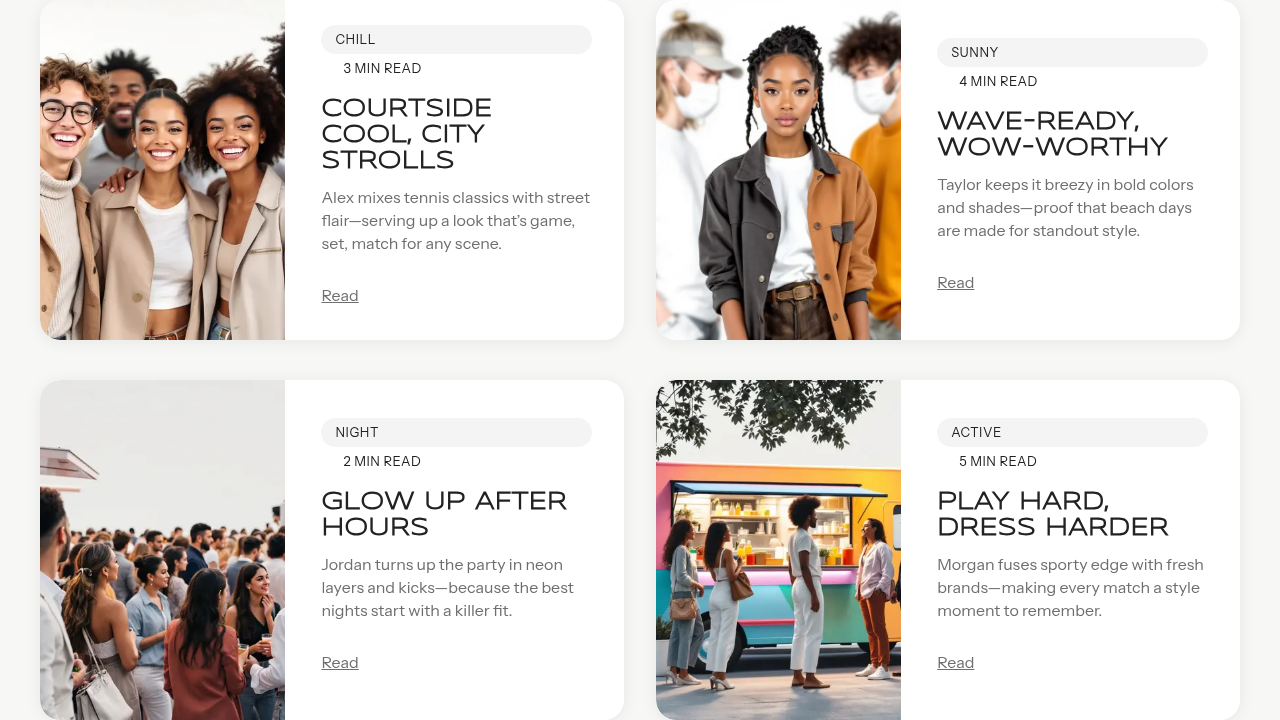 CHILL
3 MIN READ
COURTSIDE
COOL, CITY
STROLLS
Alex mixes tennis classics with street
flair—serving up a look that's game,
set, match for any scene.
Read
SUNNY
4 MIN READ
WAVE-READY,
WOW-WORTHY
Taylor keeps it breezy in bold colors
and shades—proof that beach days
are made for standout style.
Read
NIGHT
2 MIN READ
GLOW UP AFTER
HOURS
Jordan turns up the party in neon
layers and kicks—because the best
nights start with a killer fit.
Read
ACTIVE
5 MIN READ
PLAY HARD,
DRESS HARDER
Morgan fuses sporty edge with fresh
brands—making every match a style
moment to remember.
Read